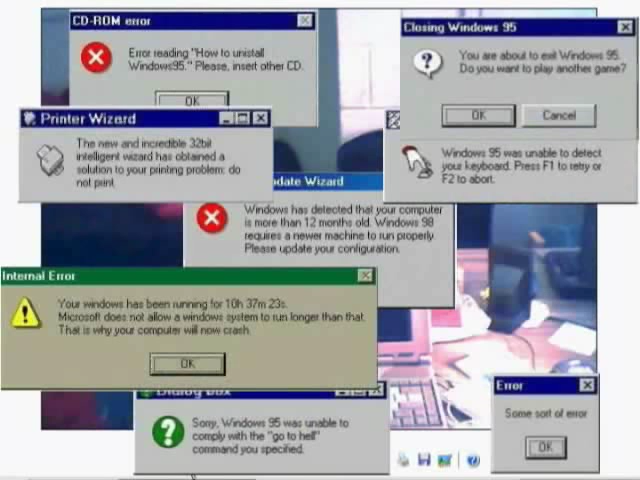 CD-ROM error
Error reading "How to unistall
Windows95." Please, insert other CD.
OK
Closing Windows 95
You are about to exit Windows 95.
Do you want to play another game?
OK
Cancel
Printer Wizard
The new and incredible 32bit
intelligent wizard has obtained a
solution to your printing problem: do
not print
Windows 95 was unable to detect
your keyboard. Press F1 to retry or
F2 to abort.
Wizard
Windows has detected that your computer
is more than 12 months old. Windows 98
requires a newer machine to run properly.
Please update your configuration.
Internal Error
Your windows has been running for 10h 37m 23s.
Microsoft does not allow a windows system to run longer than that.
That is why your computer will now crash.
OK
Dialog Box
Sorry, Windows 95 was unable to
comply with the "go to hell"
command you specified.
Error
Some sort of error
OK